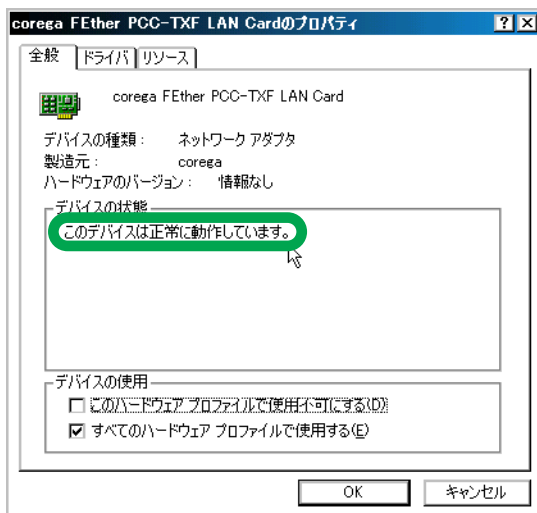 corega FEther PCC-TXF LAN Cardのプロパティ
全般 ドライバ リソース
corega FEther PCC-TXF LAN Card
デバイスの種類： ネットワーク アダプタ
製造元： corega
ハードウェアのバージョン： 情報なし
デバイスの状態
このデバイスは正常に動作しています。
デバイスの使用
このハードウェア プロファイルで使用不可にする(D)
すべてのハードウェア プロファイルで使用する(E)
OK キャンセル